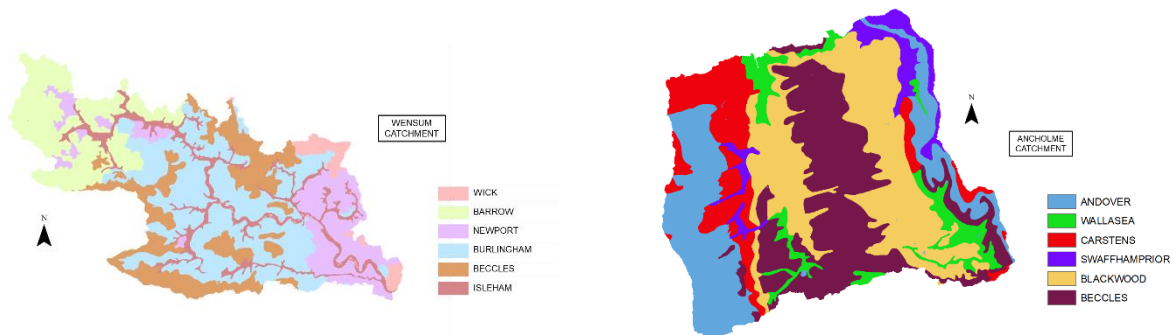 WENSUM
CATCHMENT
WICK
BARROW
NEWPORT
BURLINGHAM
BECCLES
ISLEHAM
N
N
ANCHOLME
CATCHMENT
ANDOVER
WALLASEA
CARSTENS
SWAFFHAMPRIOR
BLACKWOOD
BECCLES